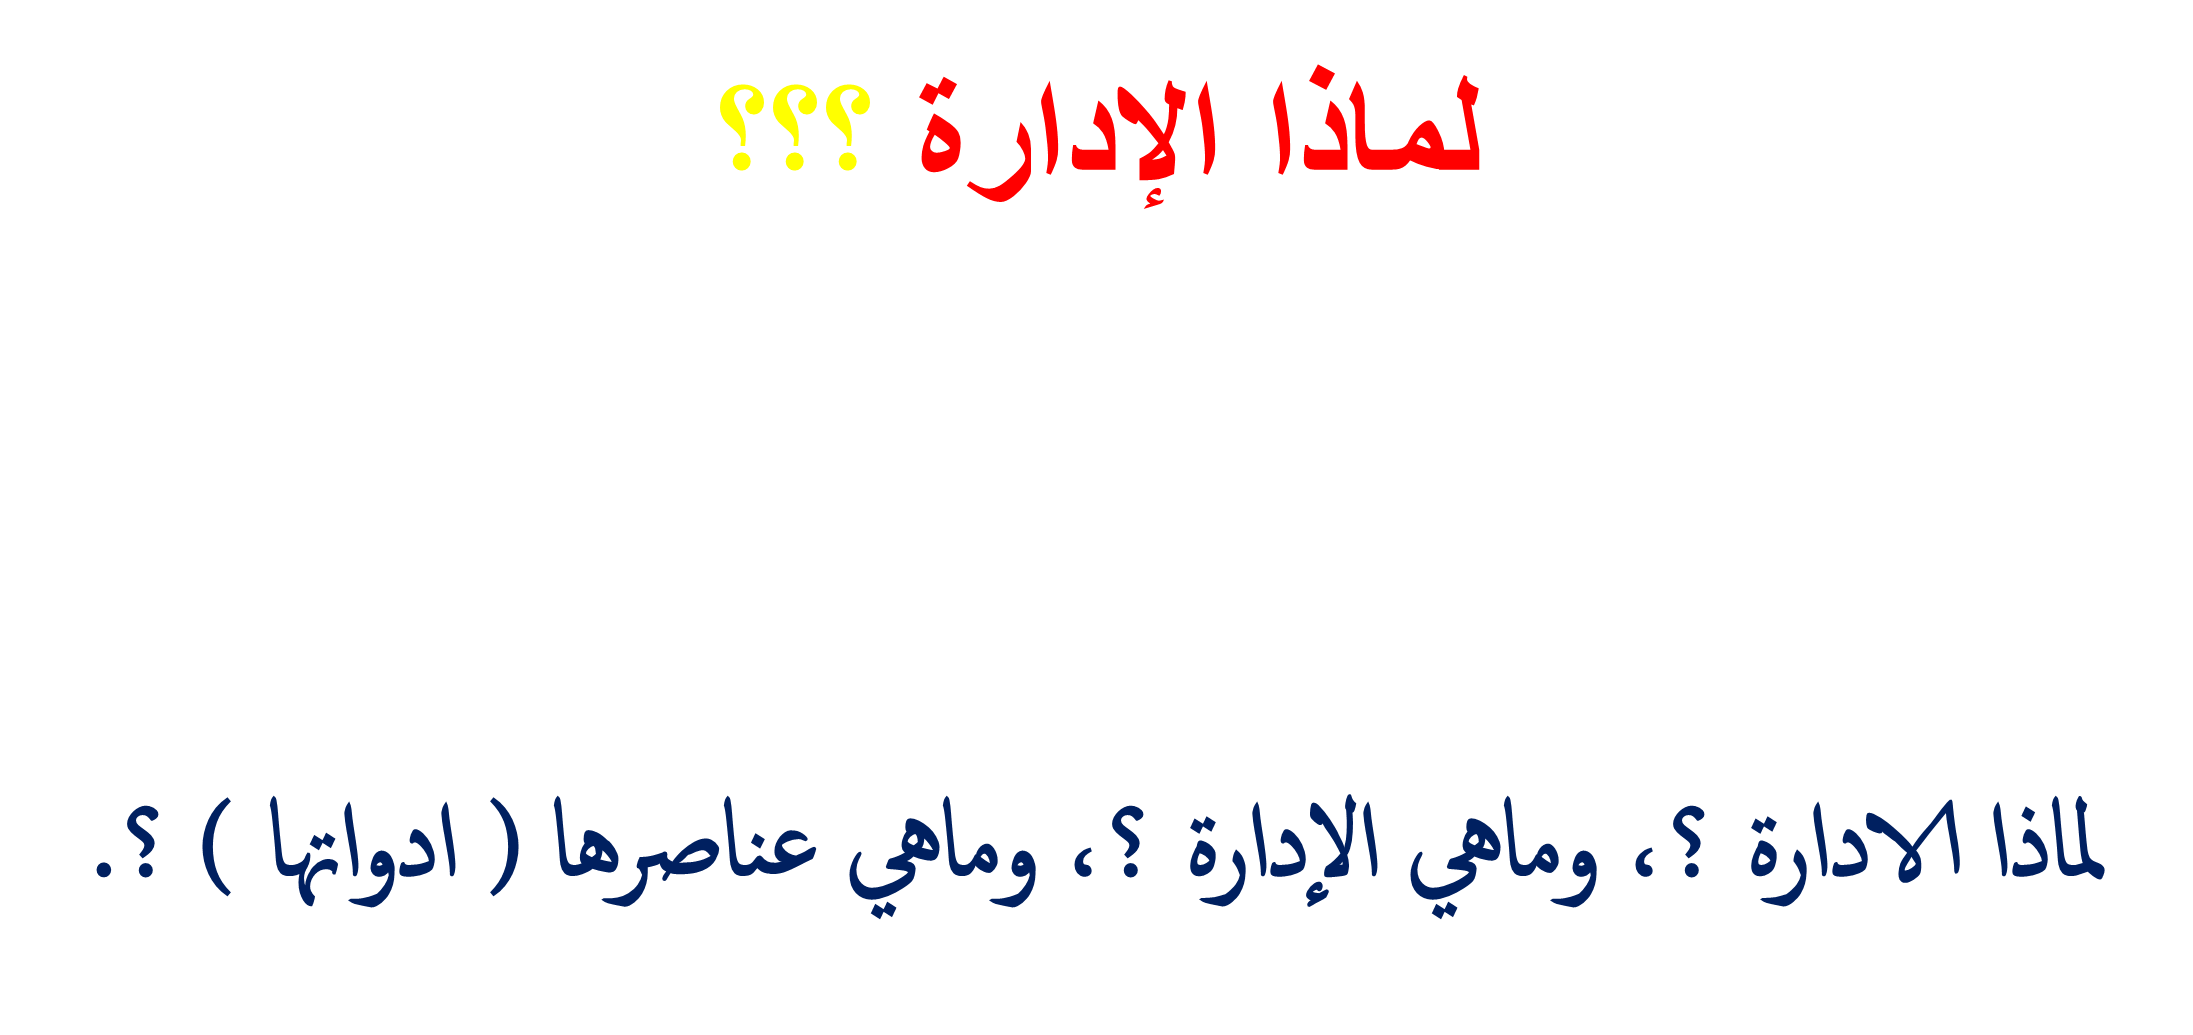 لماذا الإدارة ؟؟؟
لماذا الادارة ؟، وماهي الإدارة ؟، وماهي عناصرها ( ادواتها ) ؟.